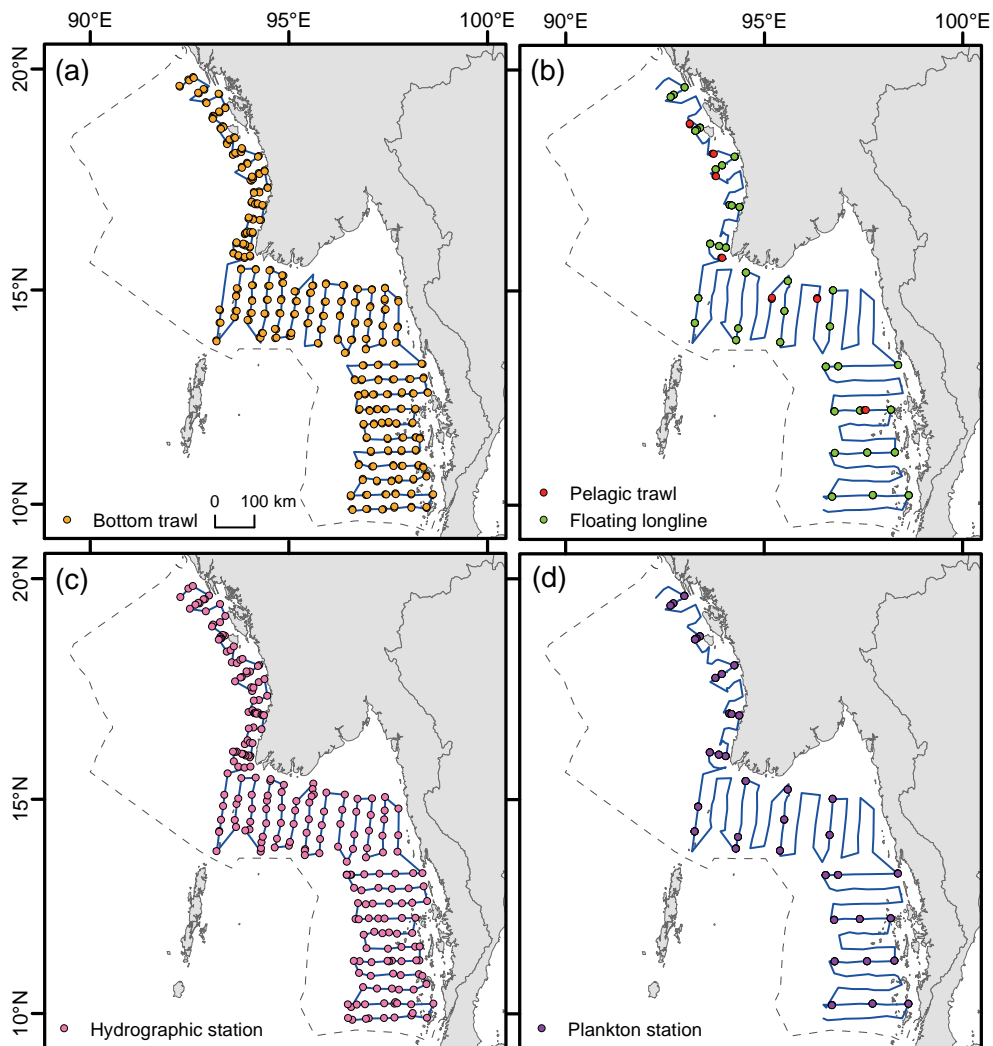 90°E 95°E 100°E 90°E 95°E 100°E
20°N (a) (b)
15°N
10°N
0 100 km
Bottom trawl
Pelagic trawl
Floating longline
20°N (c) (d)
15°N
10°N
Hydrographic station
Plankton station